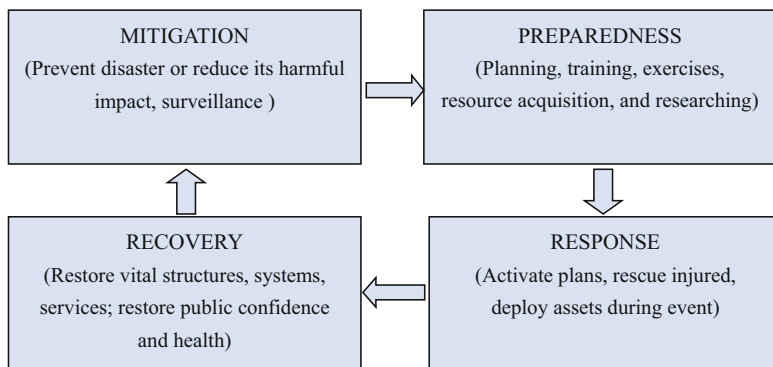 MITIGATION
(Prevent disaster or reduce its harmful
impact, surveillance )
PREPAREDNESS
(Planning, training, exercises,
resource acquisition, and researching)
RECOVERY
(Restore vital structures, systems,
services; restore public confidence
and health)
RESPONSE
(Activate plans, rescue injured,
deploy assets during event)